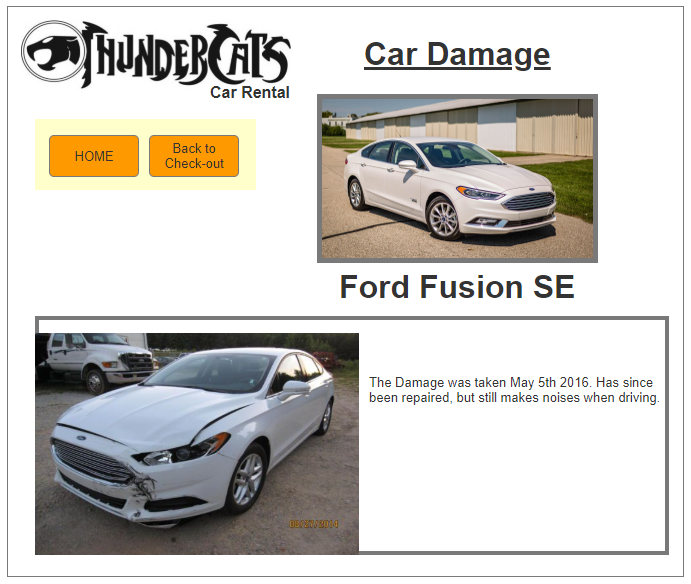 THUNDERCATS
Car Rental
Car Damage
HOME
Back to
Check-out
Ford Fusion SE
The Damage was taken May 5th 2016. Has since
been repaired, but still makes noises when driving.